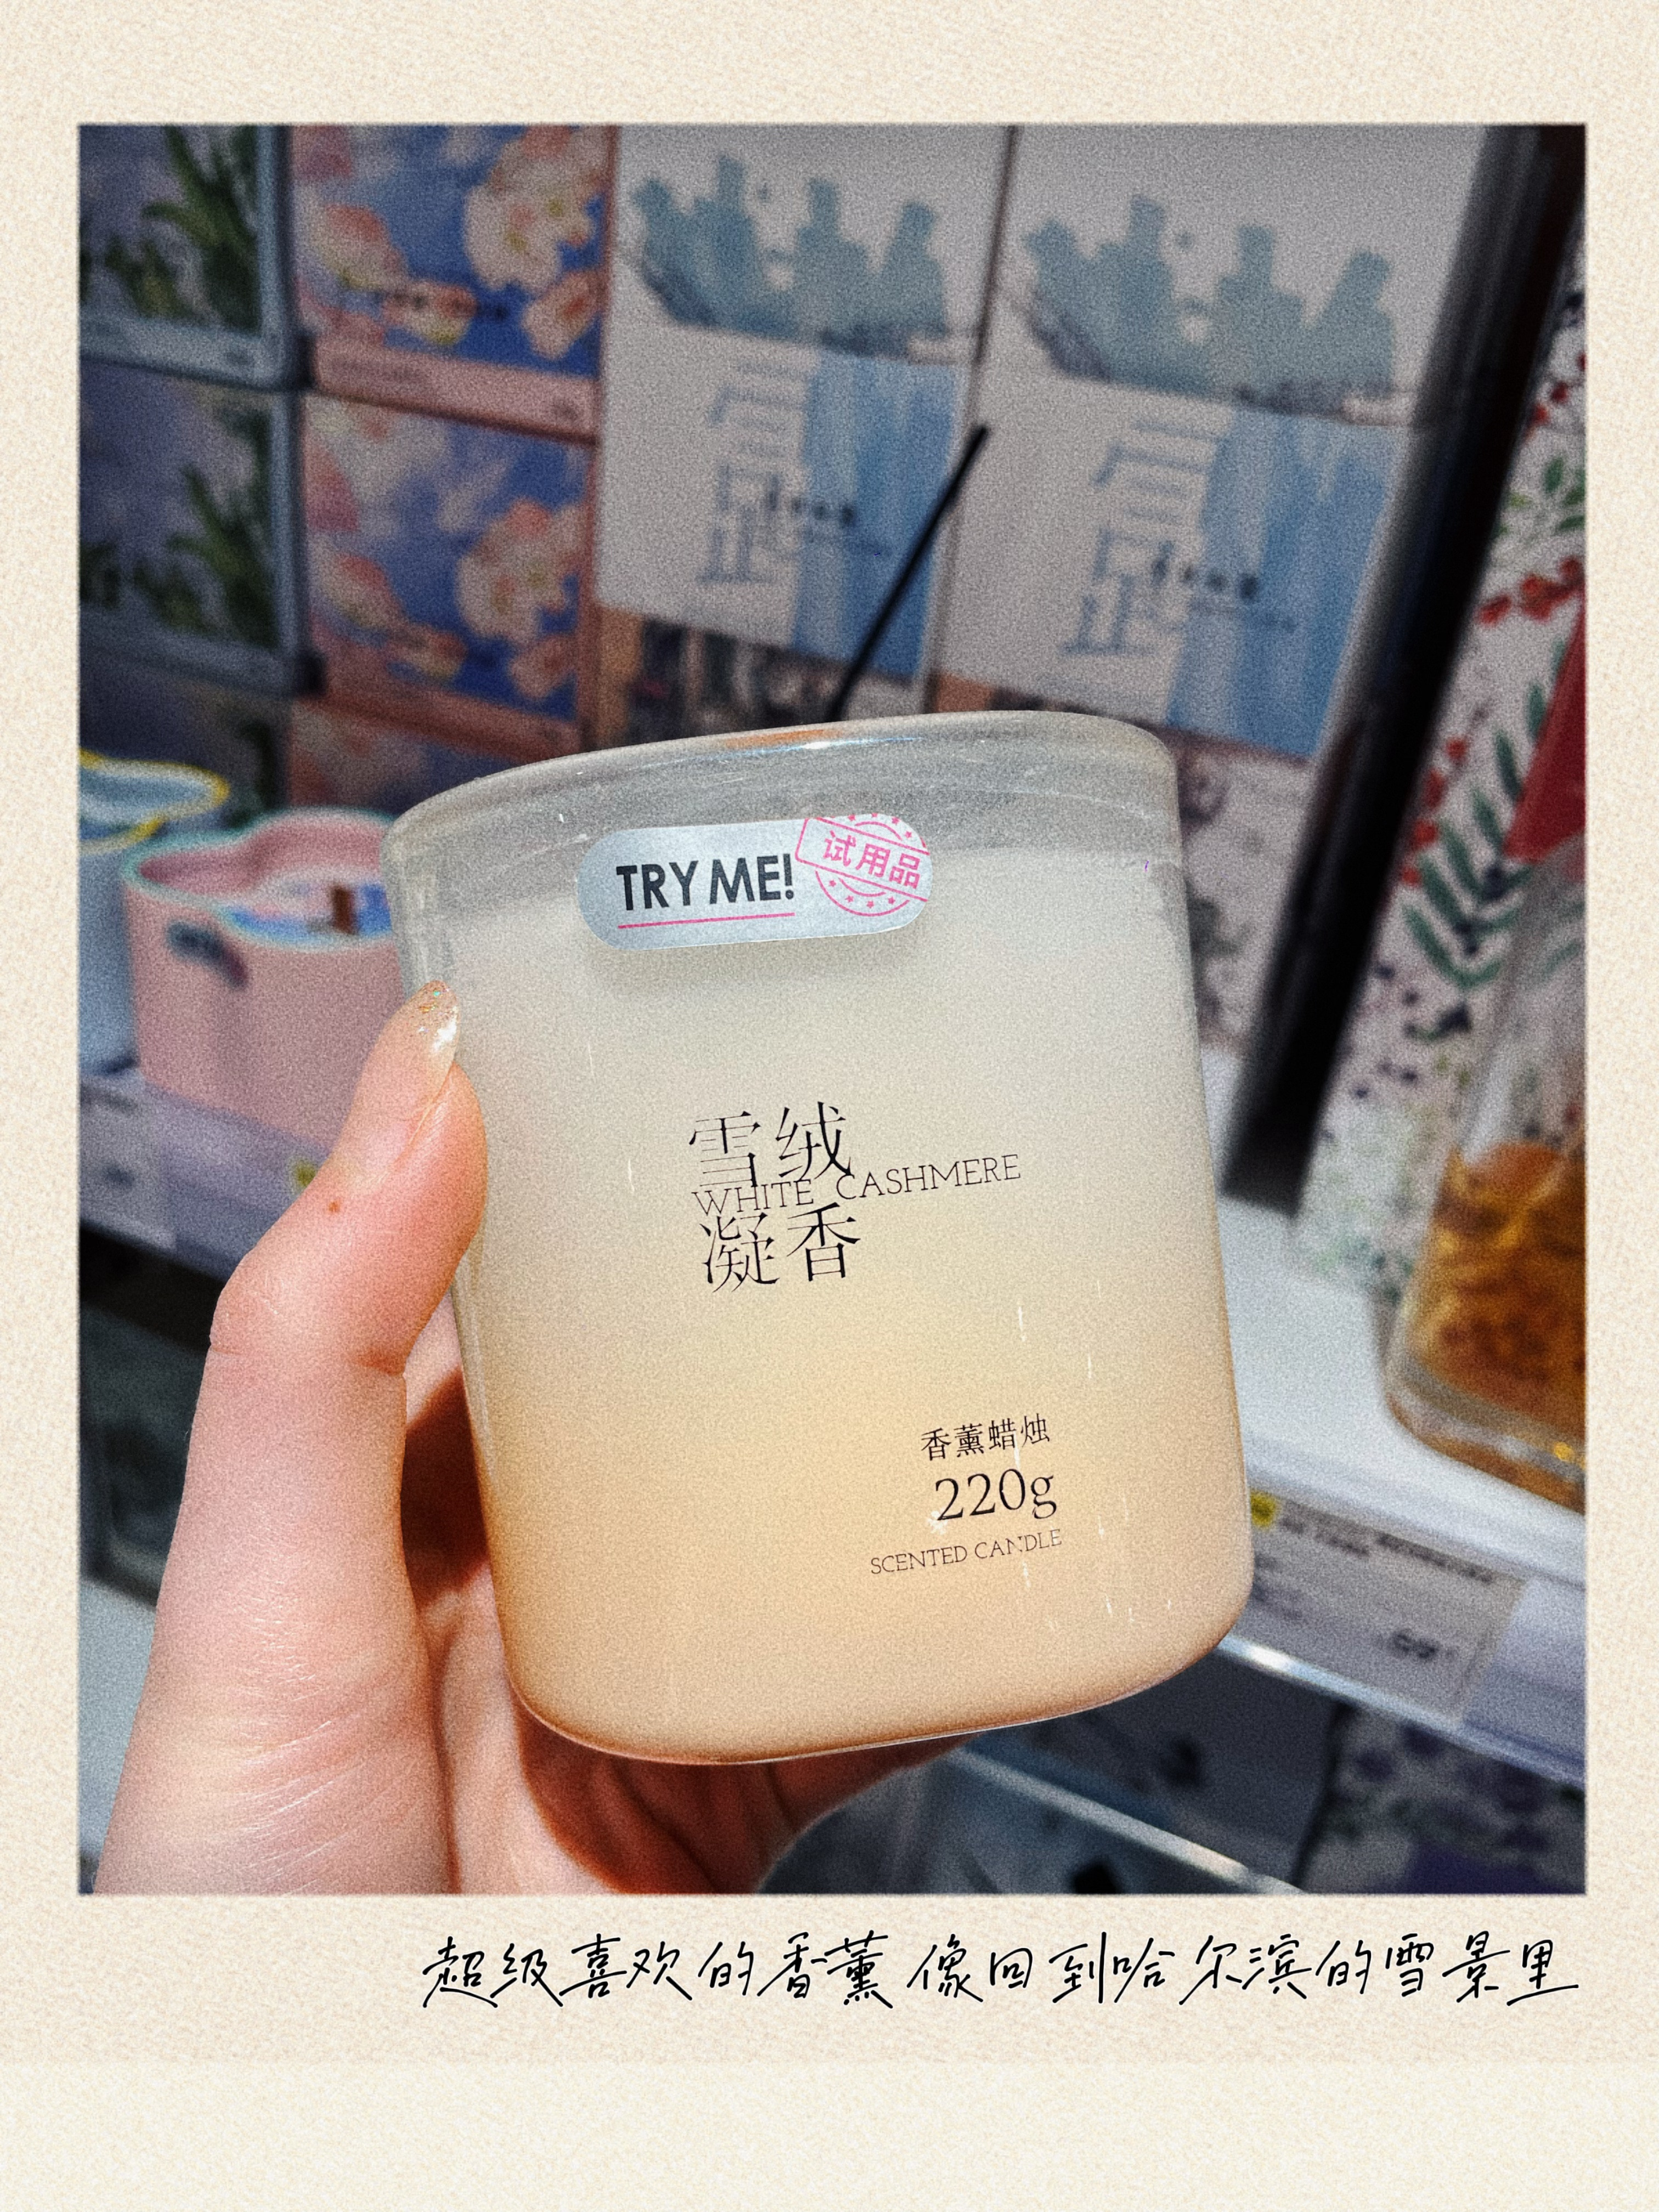 TRY ME!
试用品
雪绒
WHITE CASHMERE
凝香
香薰蜡烛
220g
SCENTED CANDLE
超级喜欢的香薰 像回到哈尔滨的雪景里